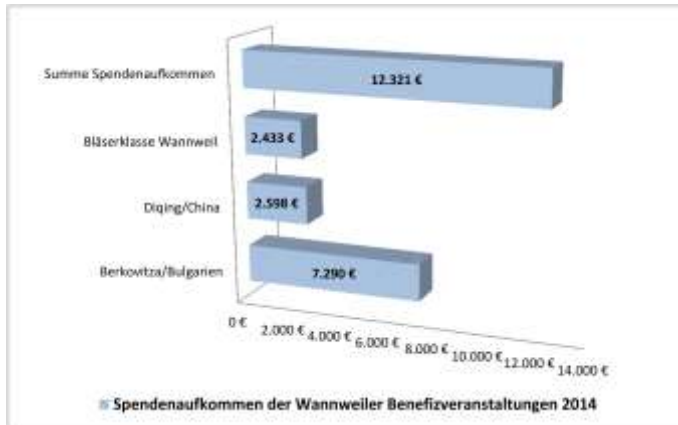 Summe Spendenaufkommen
12.321 €
Bläserklasse Wannweil
2.433 €
Diqing/China
2.598 €
Berkovitza/Bulgarien
7.290 €
0 €
2.000 €
4.000 €
6.000 €
8.000 €
10.000 €
12.000 €
14.000 €
Spendenaufkommen der Wannweiler Benefizveranstaltungen 2014